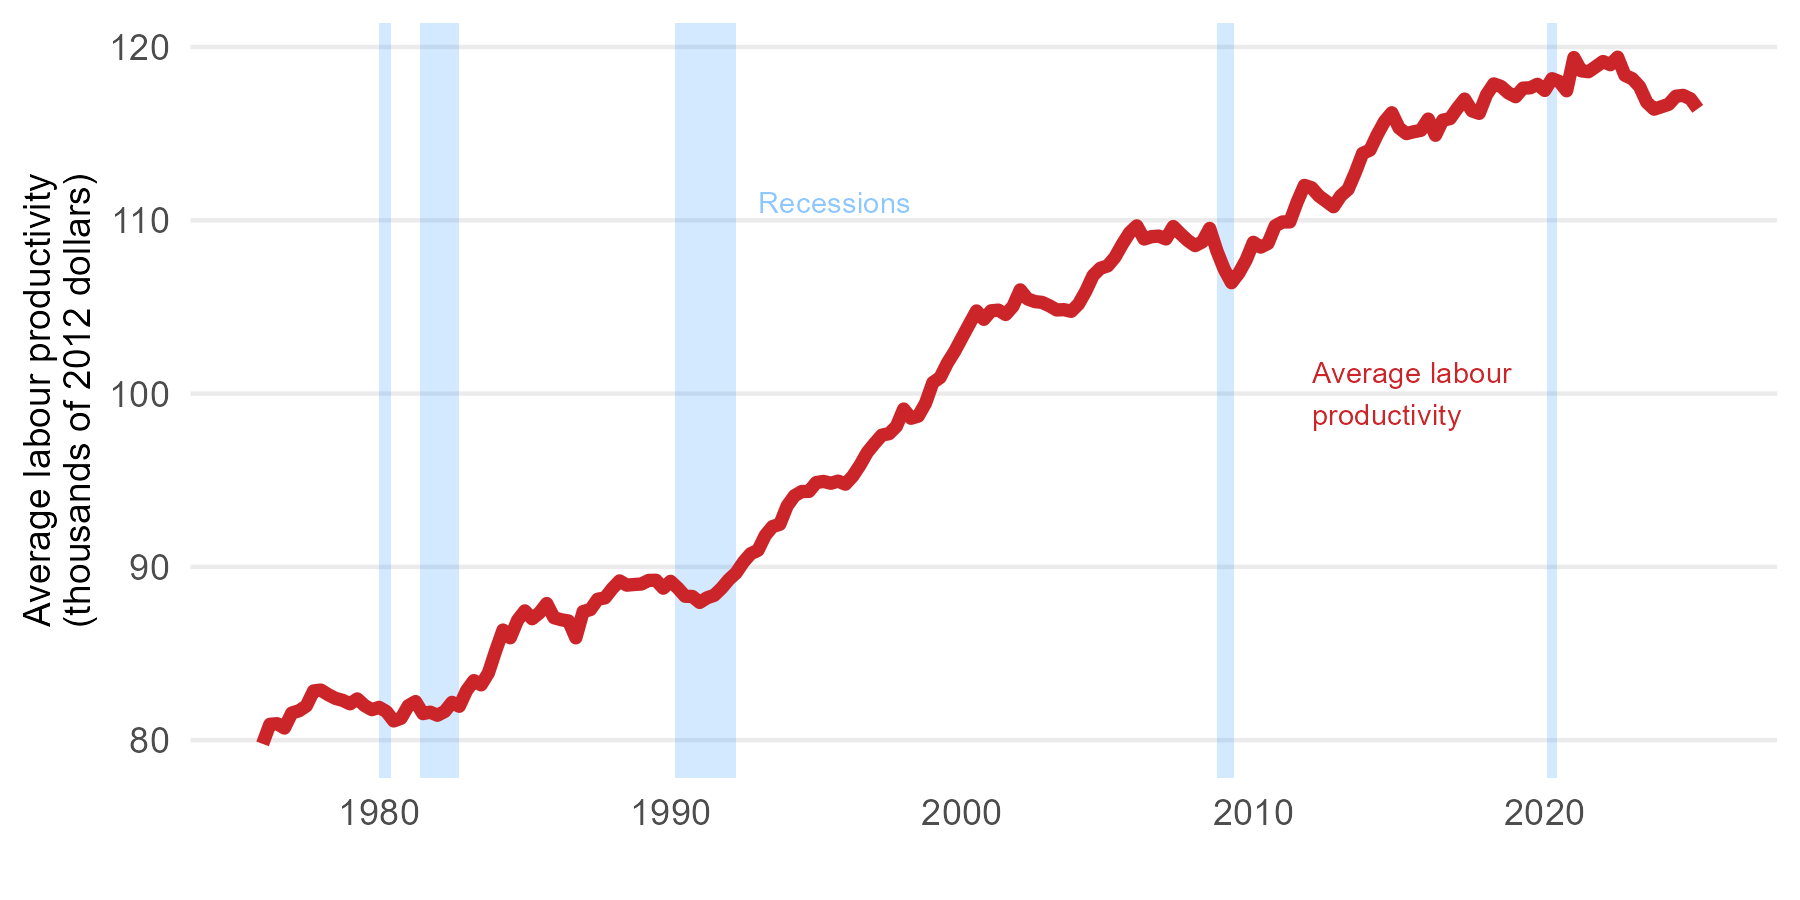 Average labour productivity
(thousands of 2012 dollars)
120
110
100
90
80
Recessions
Average labour
productivity
1980
1990
2000
2010
2020